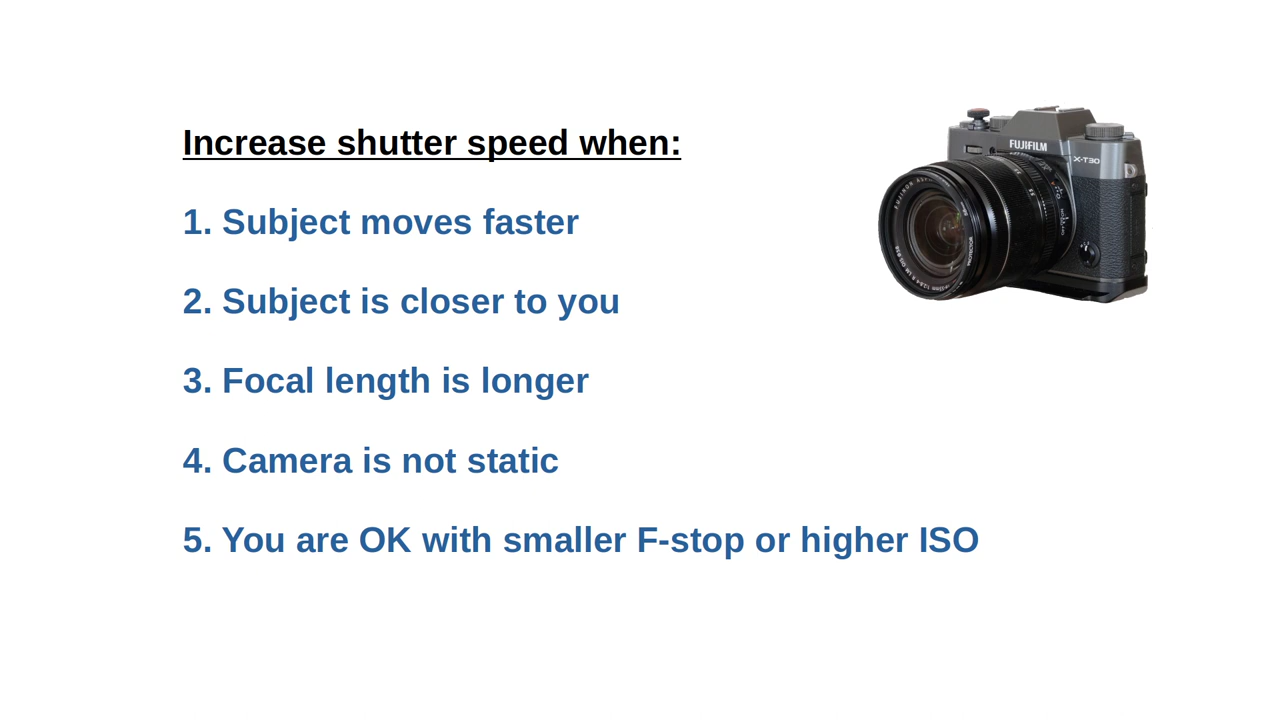 Increase shutter speed when:
FUJIFILM
X-T30
1. Subject moves faster
2. Subject is closer to you
3. Focal length is longer
4. Camera is not static
5. You are OK with smaller F-stop or higher ISO
PROTECTOR